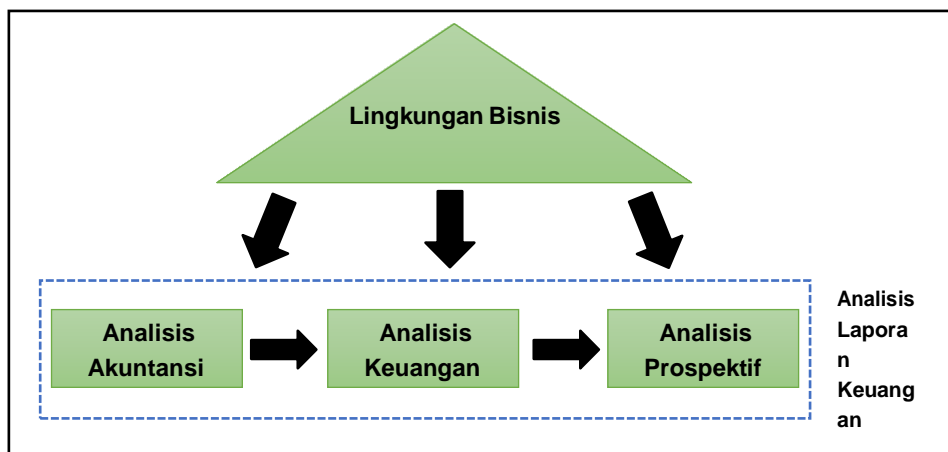 Lingkungan Bisnis
Analisis
Akuntansi
Analisis
Keuangan
Analisis
Prospektif
Analisis
Lapora
n
Keuang
an